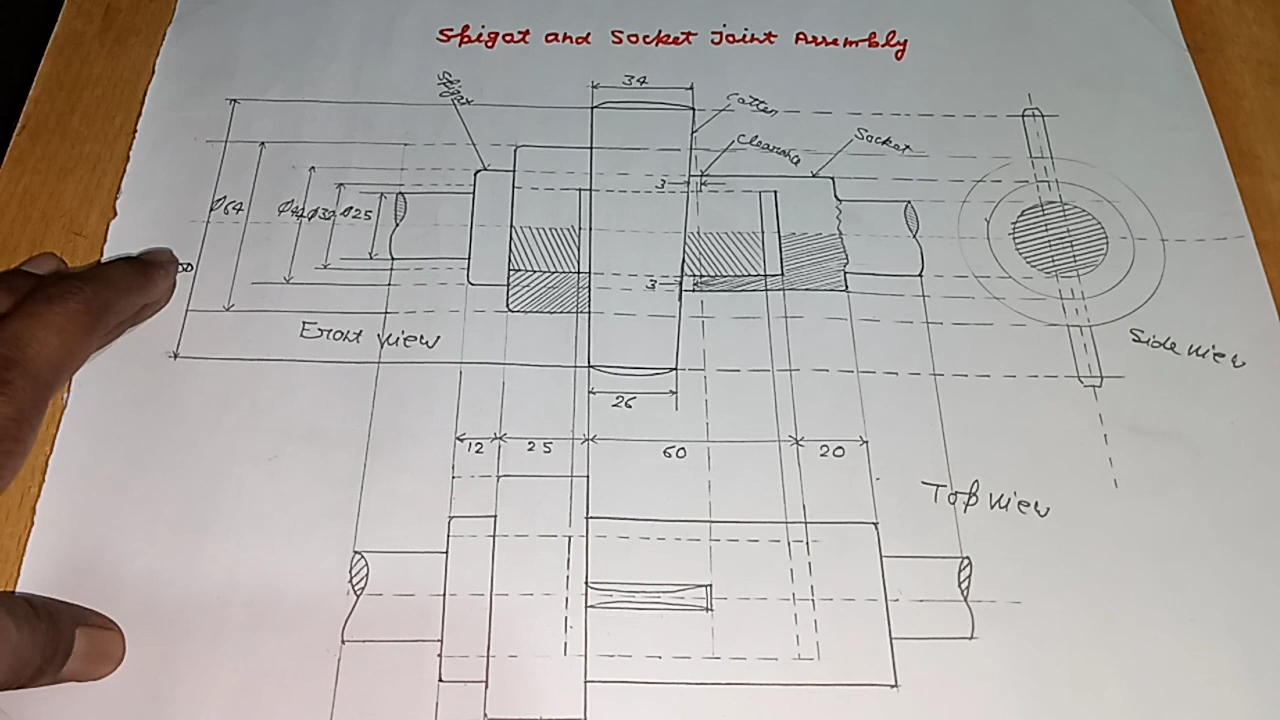 Spigot and Socket Joint Assembly
34
Spigot
Cotter
Clearance
Socket
3
Ø64
Ø44
Ø32
Ø25
3
Front view
Side view
26
12
25
60
20
Top view